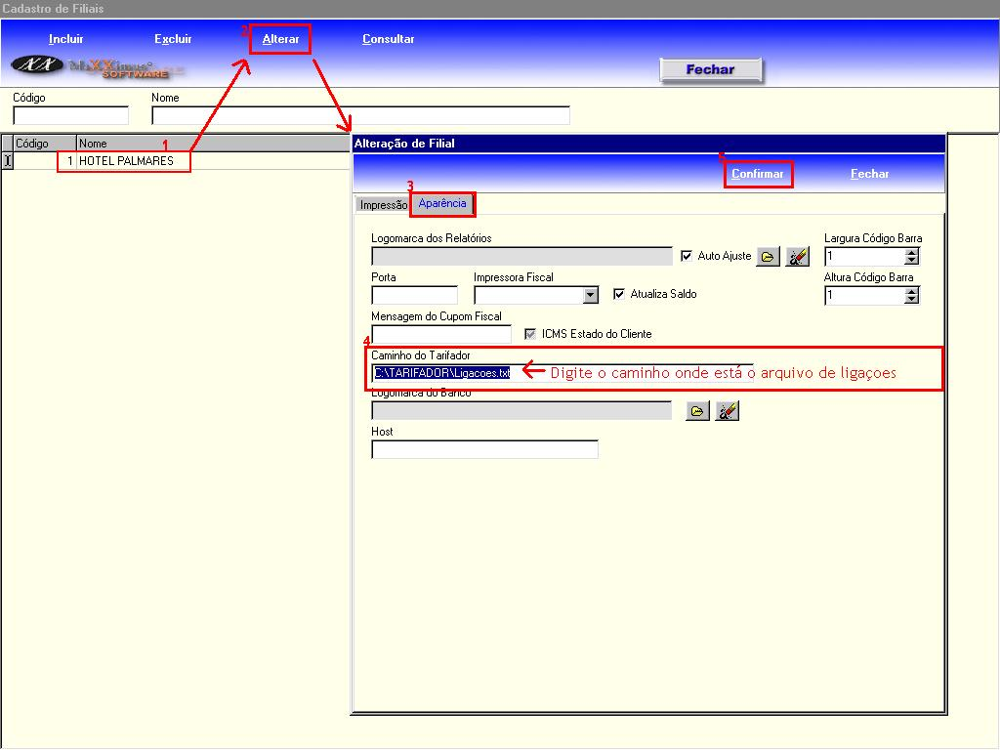 Cadastro de Filiais
Incluir Excluir 2 Alterar Consultar
XX MaXXimus® SOFTWARE
Fechar
Código Nome
Código Nome
1
1 HOTEL PALMARES
Alteração de Filial
5 Confirmar Fechar
3
Impressão Aparência
Logomarca dos Relatórios Largura Código Barra
Auto Ajuste 1
Porta Impressora Fiscal Altura Código Barra
Atualiza Saldo 1
Mensagem do Cupom Fiscal
ICMS Estado do Cliente
4
Caminho do Tarifador
C:\TARIFADOR\Ligacoes.txt Digite o caminho onde está o arquivo de ligaçoes
Logomarca do Banco
Host